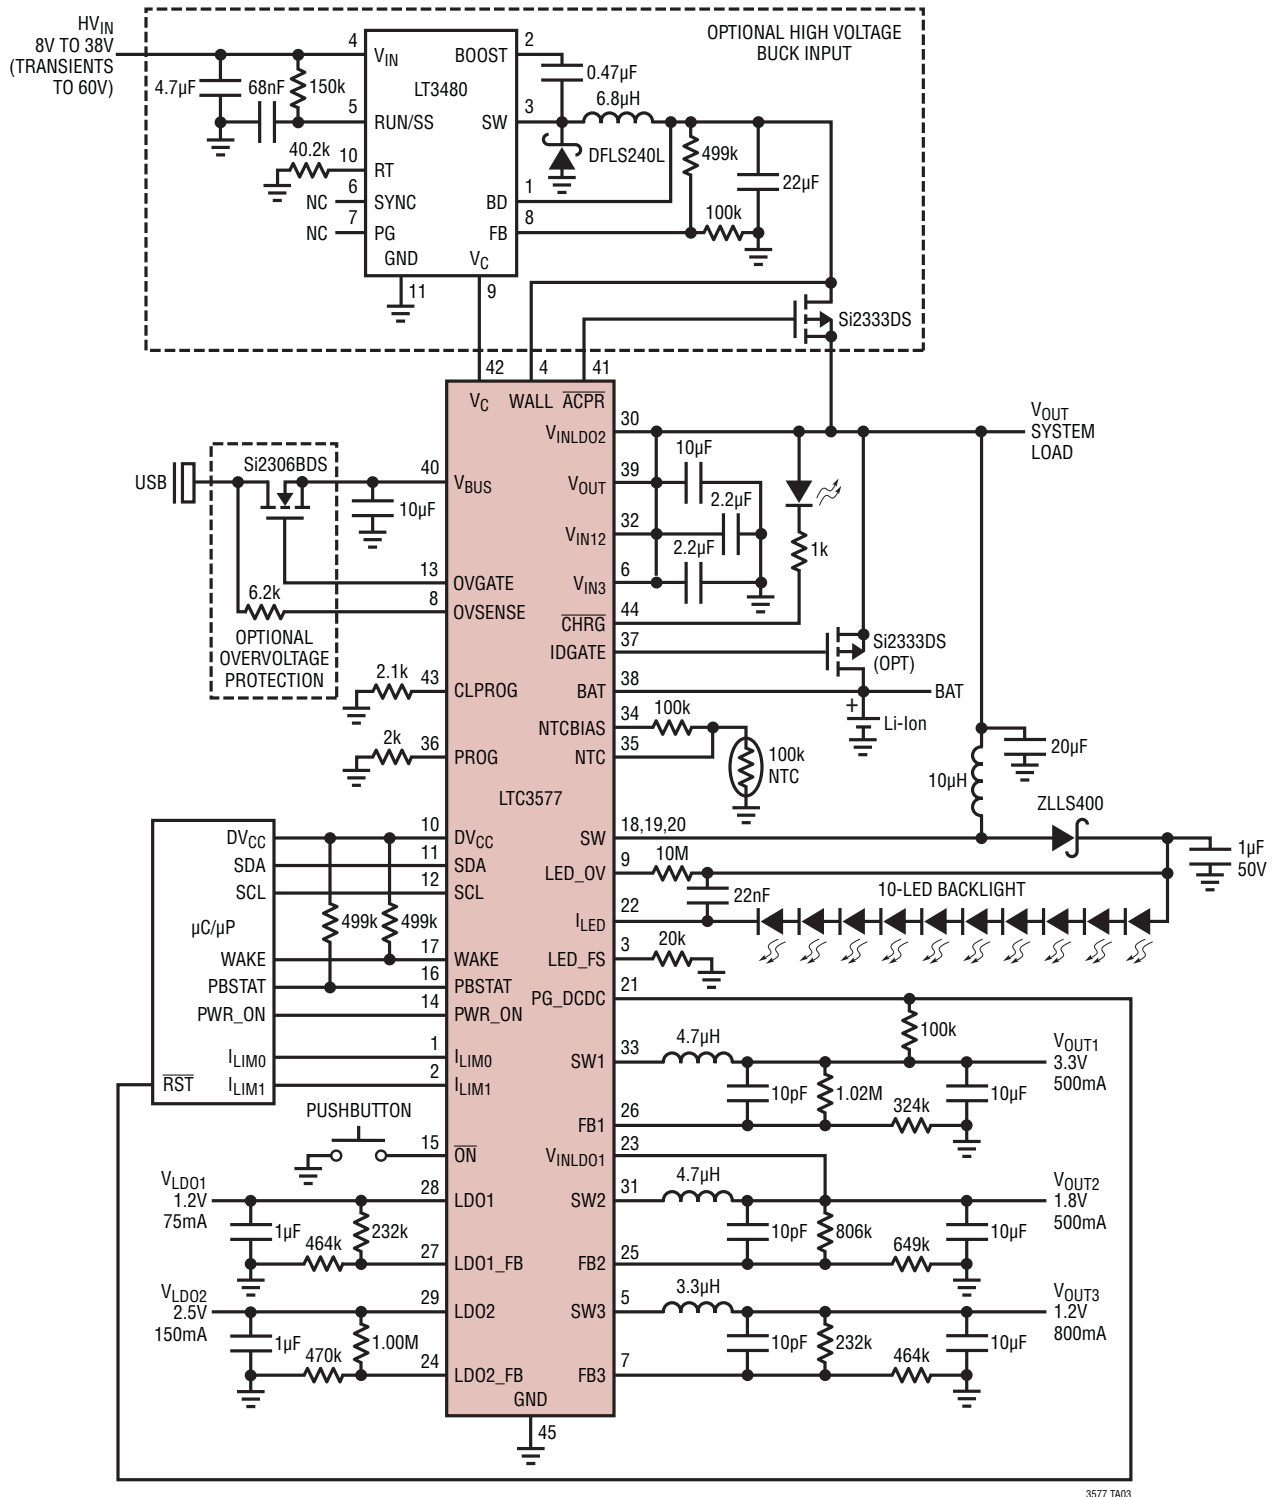 HVIN
8V TO 38V
(TRANSIENTS
TO 60V)
OPTIONAL HIGH VOLTAGE
BUCK INPUT
4
VIN
BOOST
2
LT3480
0.47µF
4.7µF
68nF
150k
6.8µH
5
RUN/SS
SW
3
40.2k
10
RT
DFLS240L
499k
22µF
NC
6
SYNC
BD
1
NC
7
PG
FB
8
100k
GND
VC
11
9
Si2333DS
42
4
41
VC
WALL
ACPR
VINLDO2
30
VOUT
SYSTEM
LOAD
USB
Si2306BDS
40
VBUS
10µF
VOUT
39
10µF
VIN12
32
2.2µF
VIN3
6
2.2µF
1k
13
OVGATE
6.2k
8
OVSENSE
OPTIONAL
OVERVOLTAGE
PROTECTION
CHRG
44
IDGATE
37
Si2333DS
(OPT)
2.1k
43
CLPROG
BAT
38
BAT
+
Li-Ion
NTCBIAS
34
100k
2k
36
PROG
NTC
35
100k
NTC
20µF
10µH
LTC3577
ZLLS400
DVCC
10
DVCC
SW
18,19,20
1µF
50V
SDA
11
SDA
LED_OV
9
10M
SCL
12
SCL
22nF
10-LED BACKLIGHT
µC/µP
499k
499k
ILED
22
WAKE
17
WAKE
LED_FS
3
20k
PBSTAT
16
PBSTAT
PG_DCDC
21
PWR_ON
14
PWR_ON
100k
ILIM0
1
ILIM0
SW1
33
4.7µH
VOUT1
3.3V
500mA
RST
ILIM1
2
ILIM1
10pF
1.02M
324k
10µF
PUSHBUTTON
FB1
26
15
ON
VINLDO1
23
VLDO1
1.2V
75mA
28
LDO1
SW2
31
4.7µH
VOUT2
1.8V
500mA
1µF
464k
232k
10pF
806k
649k
10µF
27
LDO1_FB
FB2
25
VLDO2
2.5V
150mA
29
LDO2
SW3
5
3.3µH
VOUT3
1.2V
800mA
1µF
470k
1.00M
10pF
232k
464k
10µF
24
LDO2_FB
FB3
7
GND
45
3577 TA03